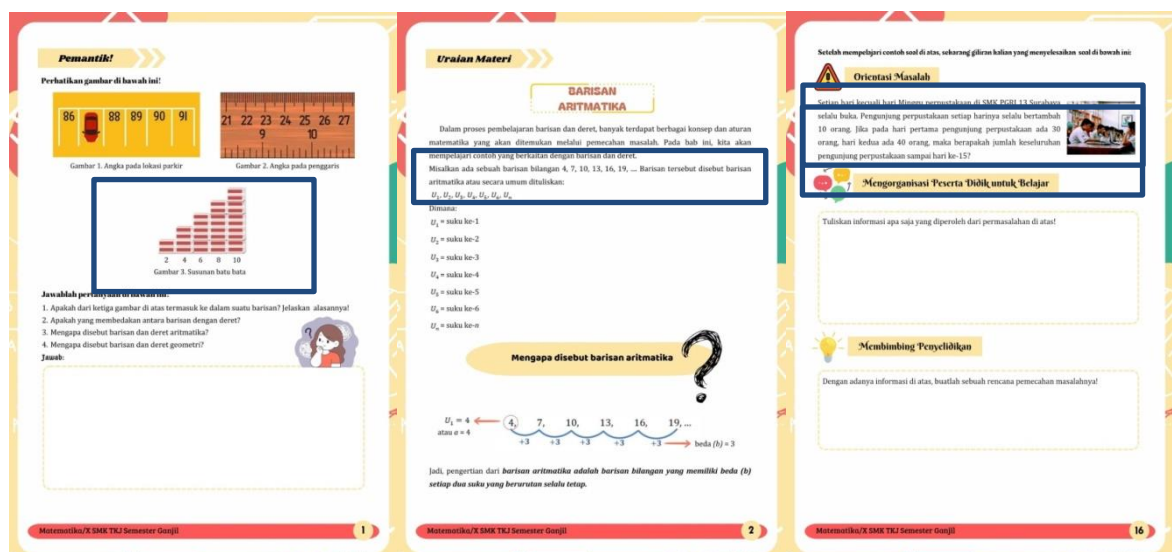 Pemantik!
Perhatikan gambar di bawah ini!
86 88 89 90 91
21 22 23 24 25 26 27
9 10
Gambar 1. Angka pada lokasi parkir
Gambar 2. Angka pada penggaris
2 4 6 8 10
Gambar 3. Susunan batu bata
Jawablah pertanyaan di bawah ini!
1. Apakah dari ketiga gambar di atas termasuk ke dalam suatu barisan? Jelaskan alasannya!
2. Apakah yang membedakan antara barisan dengan deret?
3. Mengapa disebut barisan dan deret aritmatika?
4. Mengapa disebut barisan dan deret geometri?
Jawab:
Matematika/X SMK TKJ Semester Ganjil
1
Uraian Materi
BARISAN
ARITMATIKA
Dalam proses pembelajaran barisan dan deret, banyak terdapat berbagai konsep dan aturan
matematika yang akan ditemukan melalui pemecahan masalah. Pada bab ini, kita akan
mempelajari contoh yang berkaitan dengan barisan dan deret.
Misalkan ada sebuah barisan bilangan 4, 7, 10, 13, 16, 19, ... Barisan tersebut disebut barisan
aritmatika atau secara umum dituliskan:
U₁, U₂, U₃, U₄, U₅, U₆, Uₙ
Dimana:
U₁ = suku ke-1
U₂ = suku ke-2
U₃ = suku ke-3
U₄ = suku ke-4
U₅ = suku ke-5
U₆ = suku ke-6
Uₙ = suku ke-n
Mengapa disebut barisan aritmatika
?
U₁ = 4
atau a = 4
4, 7, 10, 13, 16, 19, ...
+3 +3 +3 +3 +3
beda (b) = 3
Jadi, pengertian dari barisan aritmatika adalah barisan bilangan yang memiliki beda (b)
setiap dua suku yang berurutan selalu tetap.
Matematika/X SMK TKJ Semester Ganjil
2
Setelah mempelajari contoh soal di atas, sekarang giliran kalian yang menyelesaikan soal di bawah ini:
Orientasi Masalah
Setiap hari kecuali hari Minggu perpustakaan di SMK PGRI 13 Surabaya
selalu buka. Pengunjung perpustakaan setiap harinya selalu bertambah
10 orang. Jika pada hari pertama pengunjung perpustakaan ada 30
orang, hari kedua ada 40 orang, maka berapakah jumlah keseluruhan
pengunjung perpustakaan sampai hari ke-15?
Mengorganisasi Peserta Didik untuk Belajar
Tuliskan informasi apa saja yang diperoleh dari permasalahan di atas!
Membimbing Penyelidikan
Dengan adanya informasi di atas, buatlah sebuah rencana pemecahan masalahnya!
Matematika/X SMK TKJ Semester Ganjil
16